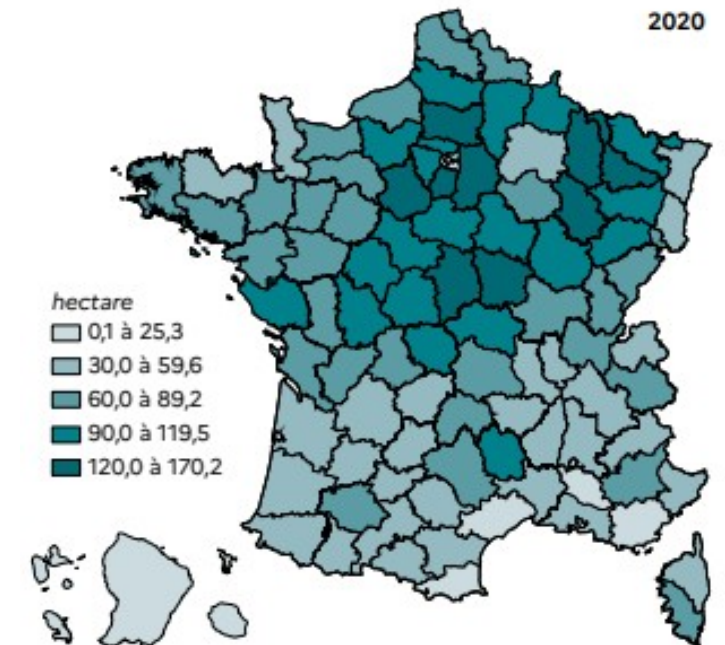 2020
hectare
0,1 à 25,3
30,0 à 59,6
60,0 à 89,2
90,0 à 119,5
120,0 à 170,2